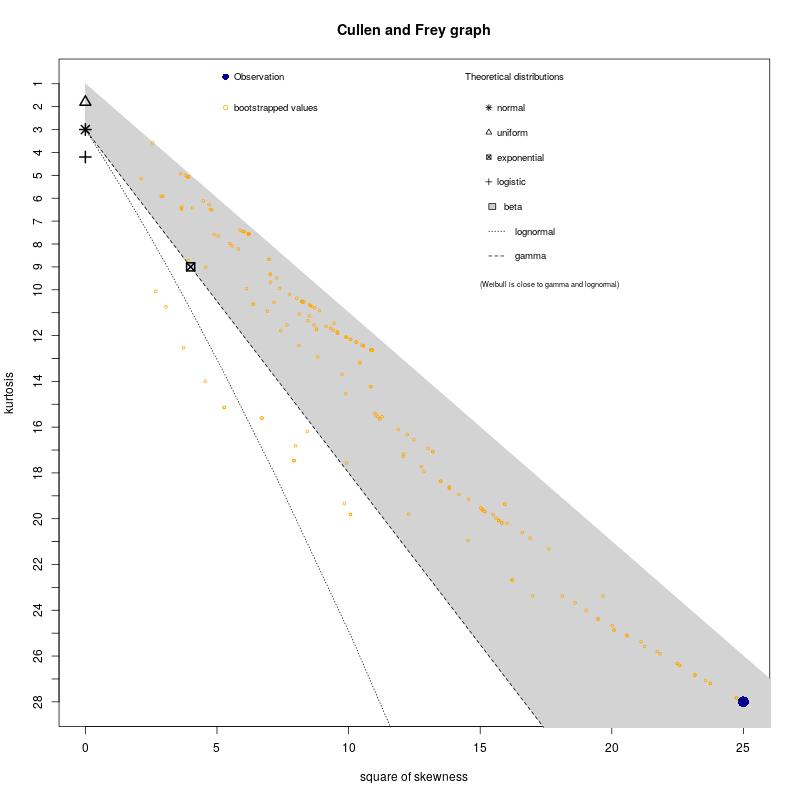 Cullen and Frey graph
Observation
Theoretical distributions
bootstrapped values
normal
uniform
exponential
logistic
beta
lognormal
gamma
(Weibull is close to gamma and lognormal)
kurtosis
1
2
3
4
5
6
7
8
9
10
12
14
16
18
20
22
24
26
28
0
5
10
15
20
25
square of skewness